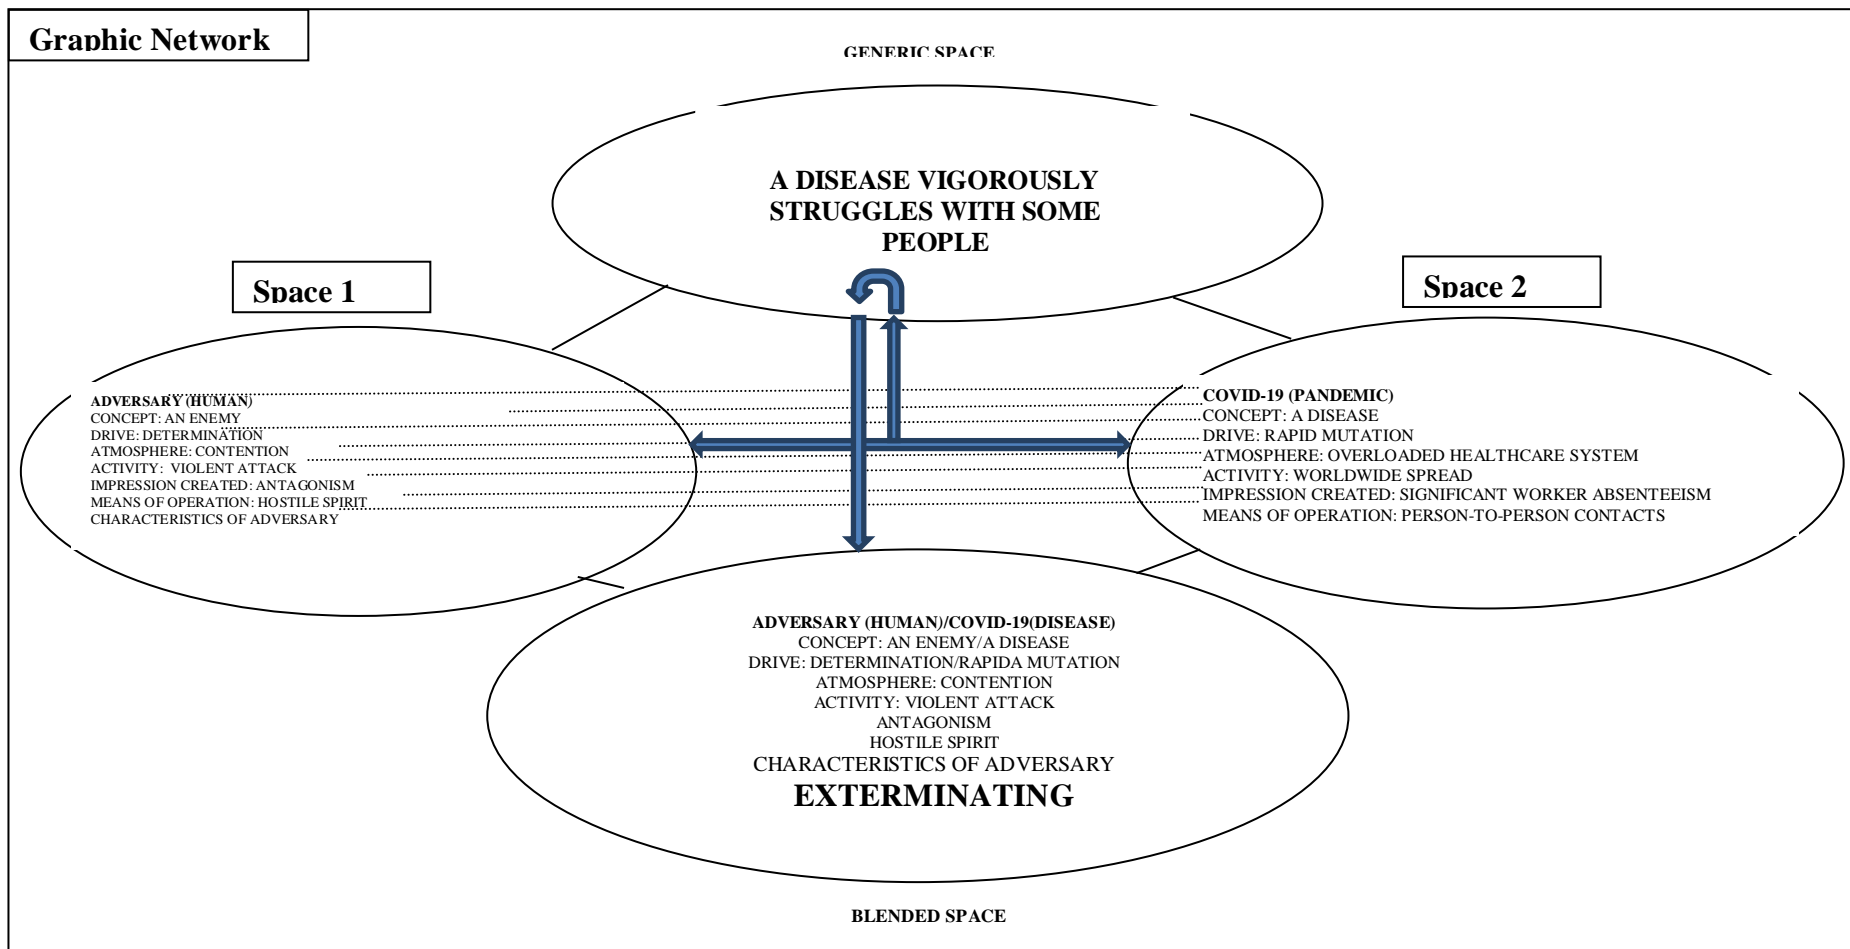 Graphic Network
GENERIC SPACE
A DISEASE VIGOROUSLY
STRUGGLES WITH SOME
PEOPLE
Space 1
Space 2
ADVERSARY (HUMAN)
CONCEPT: AN ENEMY
DRIVE: DETERMINATION
ATMOSPHERE: CONTENTION
ACTIVITY: VIOLENT ATTACK
IMPRESSION CREATED: ANTAGONISM
MEANS OF OPERATION: HOSTILE SPIRIT
CHARACTERISTICS OF ADVERSARY
COVID-19 (PANDEMIC)
CONCEPT: A DISEASE
DRIVE: RAPID MUTATION
ATMOSPHERE: OVERLOADED HEALTHCARE SYSTEM
ACTIVITY: WORLDWIDE SPREAD
IMPRESSION CREATED: SIGNIFICANT WORKER ABSENTEEISM
MEANS OF OPERATION: PERSON-TO-PERSON CONTACTS
ADVERSARY (HUMAN)/COVID-19(DISEASE)
CONCEPT: AN ENEMY/A DISEASE
DRIVE: DETERMINATION/RAPIDA MUTATION
ATMOSPHERE: CONTENTION
ACTIVITY: VIOLENT ATTACK
ANTAGONISM
HOSTILE SPIRIT
CHARACTERISTICS OF ADVERSARY
EXTERMINATING
BLENDED SPACE